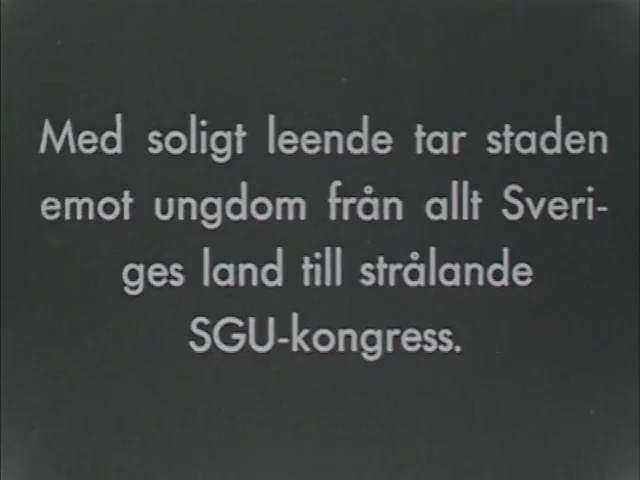 Med soligt leende tar staden
emot ungdom från allt Sveri-
ges land till strålande
SGU-kongress.